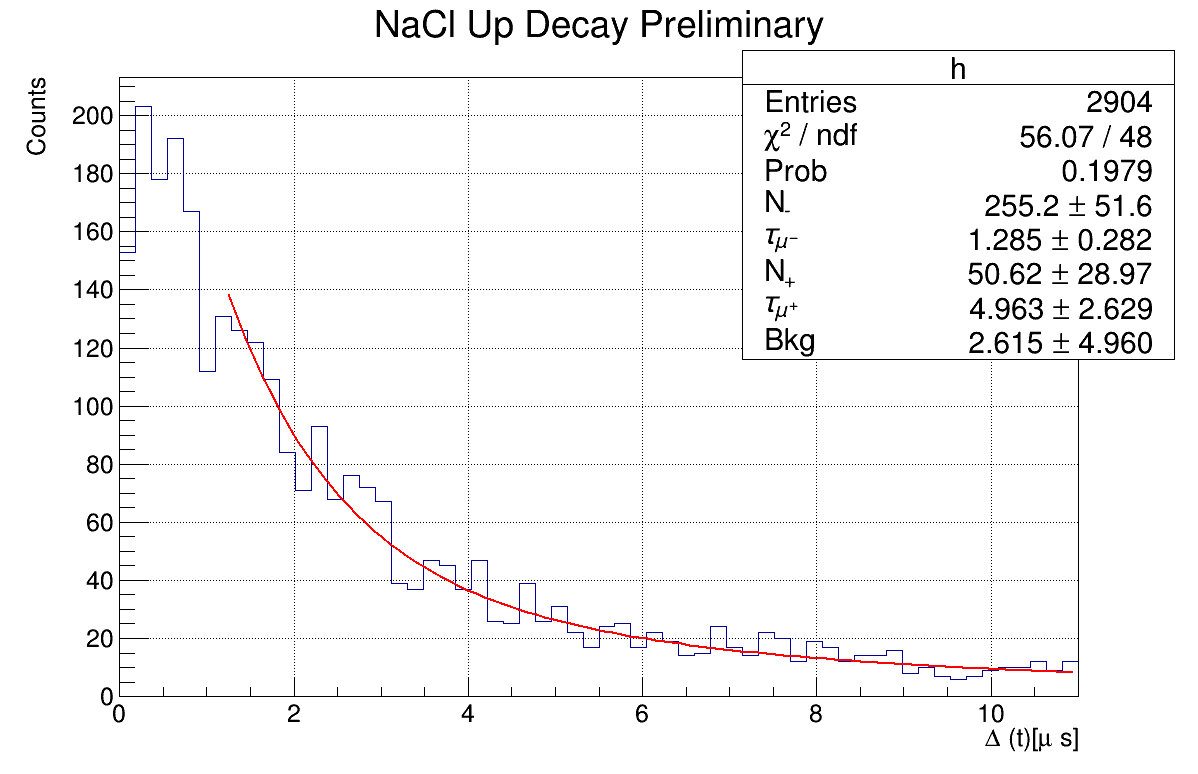 NaCl Up Decay Preliminary
h
Entries 2904
χ² / ndf 56.07 / 48
Prob 0.1979
N₋ 255.2 ± 51.6
τμ⁻ 1.285 ± 0.282
N₊ 50.62 ± 28.97
τμ⁺ 4.963 ± 2.629
Bkg 2.615 ± 4.960
Counts
200
180
160
140
120
100
80
60
40
20
0
0 2 4 6 8 10
Δ (t)[μ s]